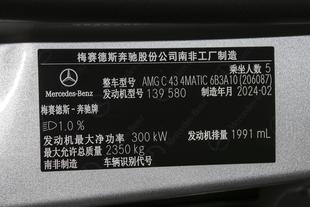 梅赛德斯奔驰股份公司南非工厂制造
乘坐人数 5
整车型号 AMG C 43 4MATIC 6B3A10 (206087)
发动机型号 139 580 制造年月 2024-02
Mercedes-Benz
梅赛德斯-奔驰牌
1.0 %
发动机最大净功率 300 kW 发动机排量 1991 mL
最大允许总质量 2350 kg
南非制造 车辆识别代号